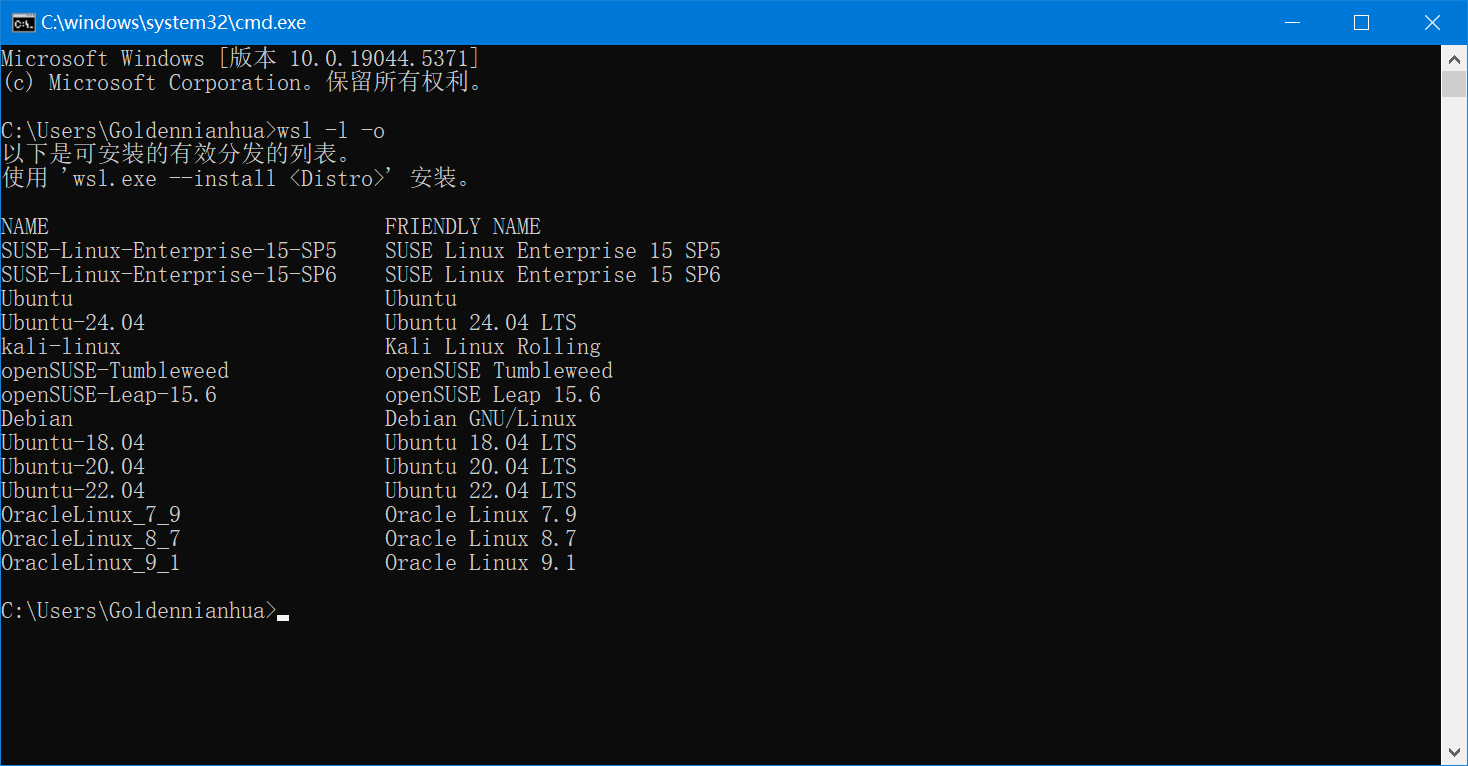 C:\windows\system32\cmd.exe
Microsoft Windows [版本 10.0.19044.5371]
(c) Microsoft Corporation。保留所有权利。
C:\Users\Goldennianhua>wsl -l -o
以下是可安装的有效分发的列表。
使用 'wsl.exe --install <Distro>' 安装。
NAME                            FRIENDLY NAME
SUSE-Linux-Enterprise-15-SP5    SUSE Linux Enterprise 15 SP5
SUSE-Linux-Enterprise-15-SP6    SUSE Linux Enterprise 15 SP6
Ubuntu                          Ubuntu
Ubuntu-24.04                    Ubuntu 24.04 LTS
kali-linux                      Kali Linux Rolling
openSUSE-Tumbleweed             openSUSE Tumbleweed
openSUSE-Leap-15.6              openSUSE Leap 15.6
Debian                          Debian GNU/Linux
Ubuntu-18.04                    Ubuntu 18.04 LTS
Ubuntu-20.04                    Ubuntu 20.04 LTS
Ubuntu-22.04                    Ubuntu 22.04 LTS
OracleLinux_7_9                 Oracle Linux 7.9
OracleLinux_8_7                 Oracle Linux 8.7
OracleLinux_9_1                 Oracle Linux 9.1
C:\Users\Goldennianhua>